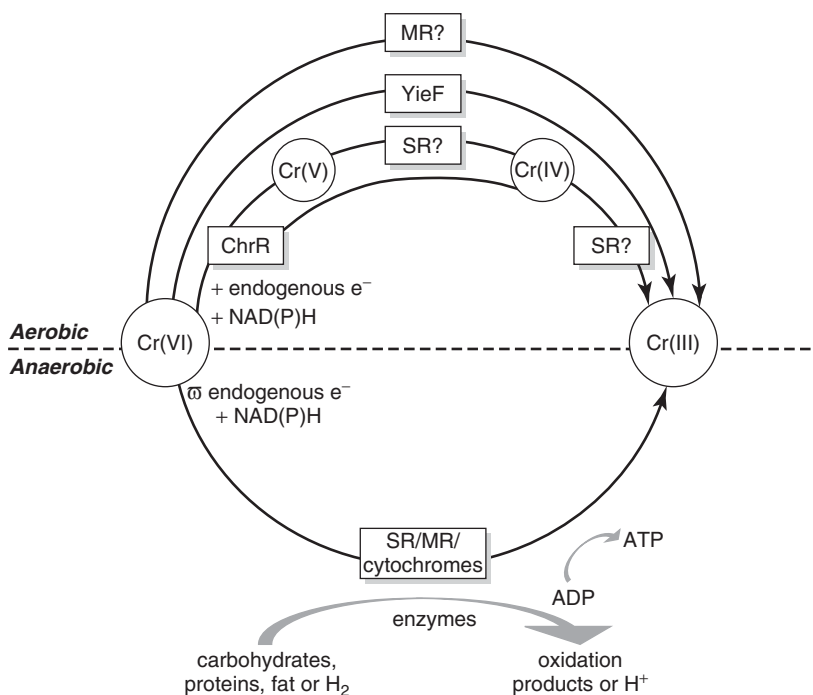 MR?
YieF
SR?
Cr(V)
Cr(IV)
ChrR
SR?
+ endogenous e⁻
+ NAD(P)H
Aerobic
Cr(VI)
Cr(III)
Anaerobic
ϖ endogenous e⁻
+ NAD(P)H
SR/MR/
cytochromes
ATP
ADP
enzymes
carbohydrates,
proteins, fat or H₂
oxidation
products or H⁺